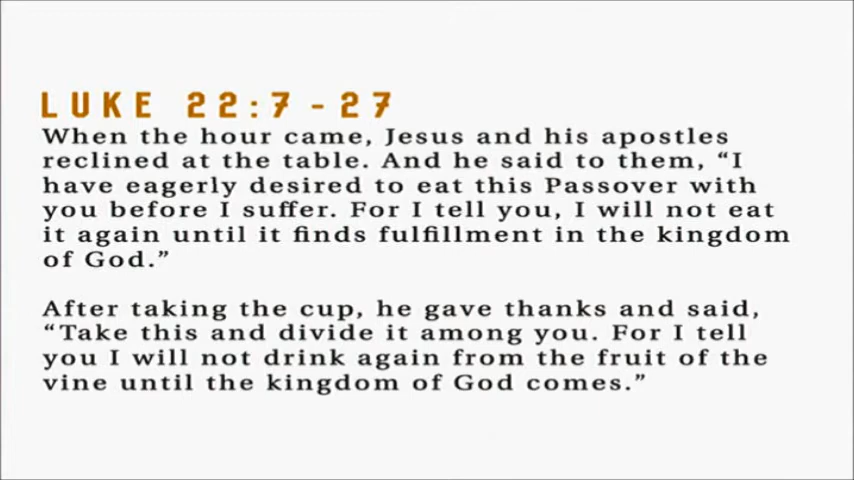 LUKE 22:7-27
When the hour came, Jesus and his apostles
reclined at the table. And he said to them, “I
have eagerly desired to eat this Passover with
you before I suffer. For I tell you, I will not eat
it again until it finds fulfillment in the kingdom
of God.”
After taking the cup, he gave thanks and said,
“Take this and divide it among you. For I tell
you I will not drink again from the fruit of the
vine until the kingdom of God comes.”